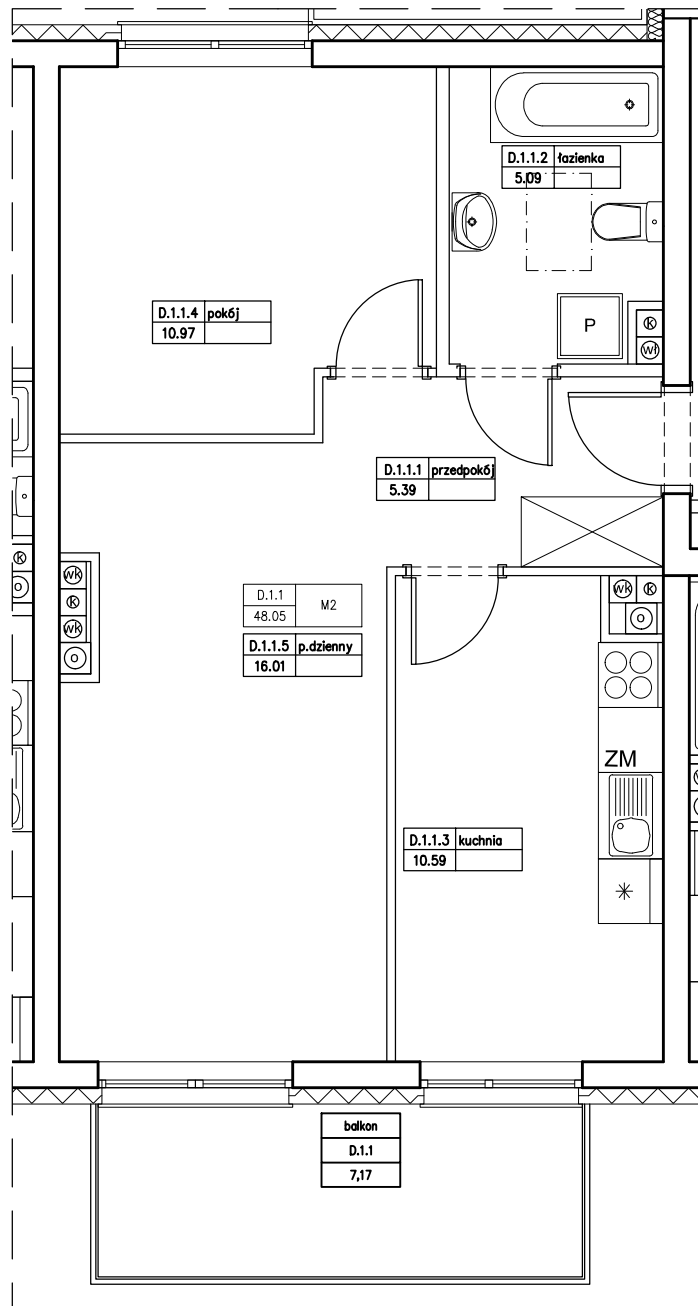 D.1.1.2 łazienka
5.09
D.1.1.4 pokój
10.97
P
k
wł
D.1.1.1 przedpokój
5.39
k
o
wk
k
wk
o
D.1.1 M2
48.05
D.1.1.5 p.dzienny
16.01
wk k
o
ZM
D.1.1.3 kuchnia
10.59
balkon
D.1.1
7,17